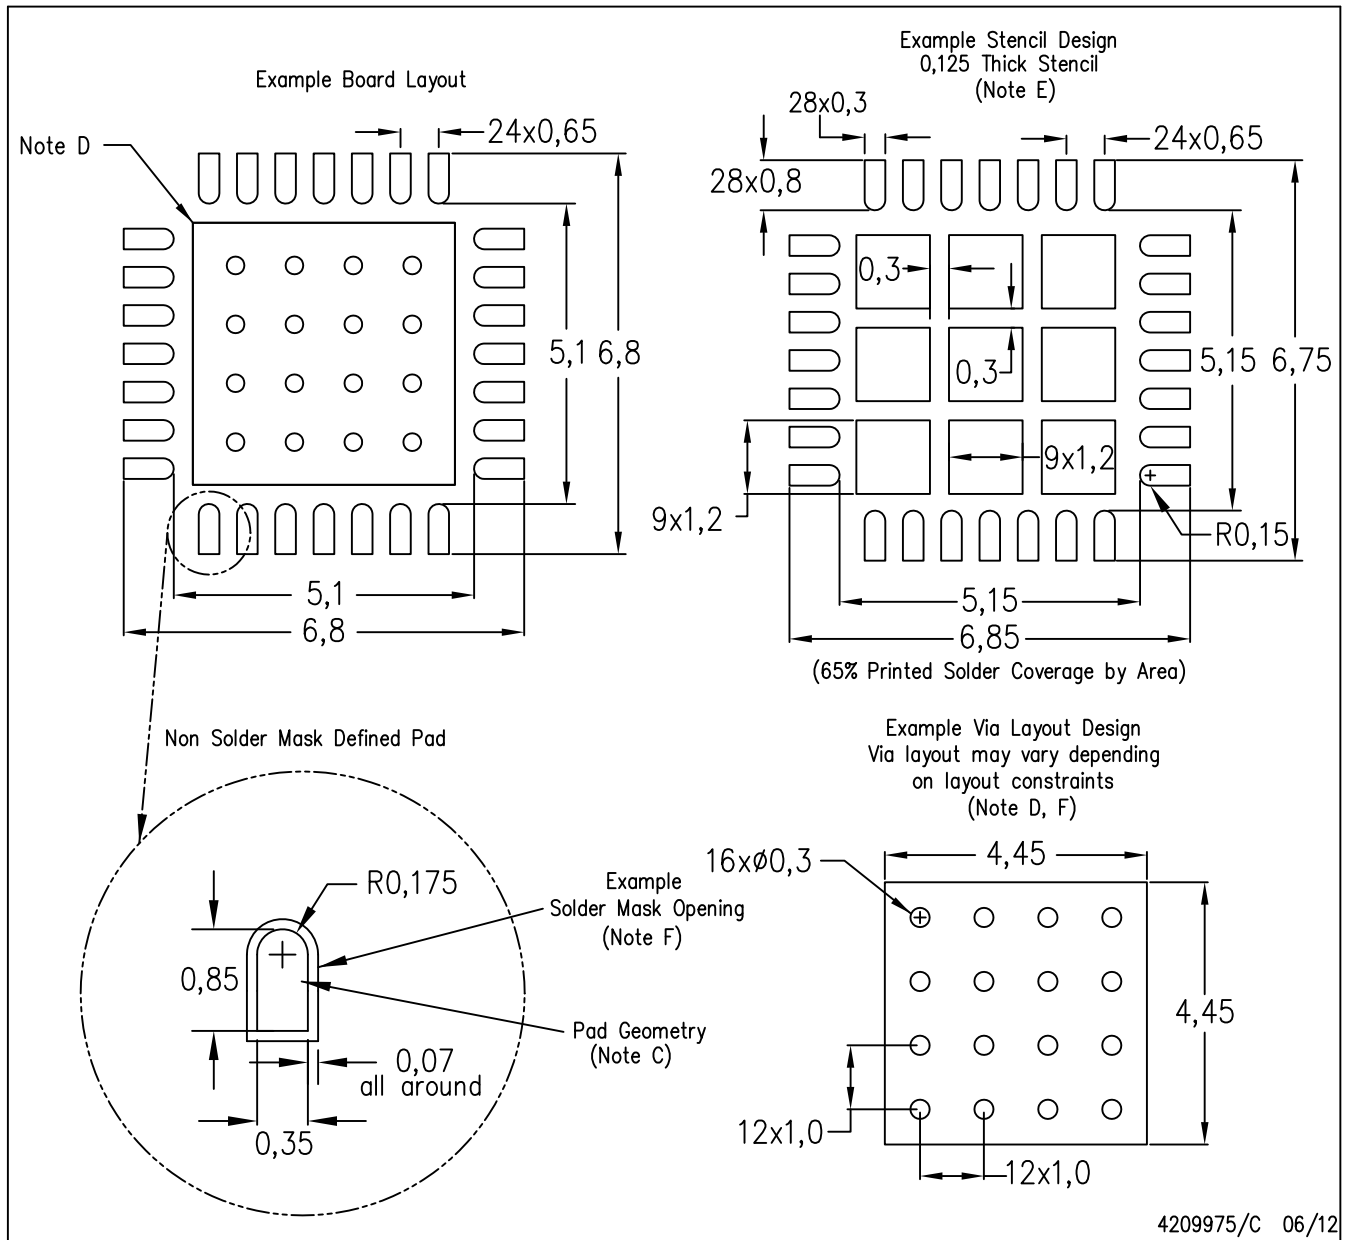 Example Board Layout
Note D
24x0,65
5,1
6,8
5,1
6,8
Example Stencil Design
0,125 Thick Stencil
(Note E)
28x0,3
24x0,65
28x0,8
0,3
0,3
5,15
6,75
9x1,2
9x1,2
R0,15
5,15
6,85
(65% Printed Solder Coverage by Area)
Non Solder Mask Defined Pad
R0,175
Example
Solder Mask Opening
(Note F)
0,85
Pad Geometry
(Note C)
0,07
all around
0,35
Example Via Layout Design
Via layout may vary depending
on layout constraints
(Note D, F)
16xø0,3
4,45
4,45
12x1,0
12x1,0
4209975/C 06/12